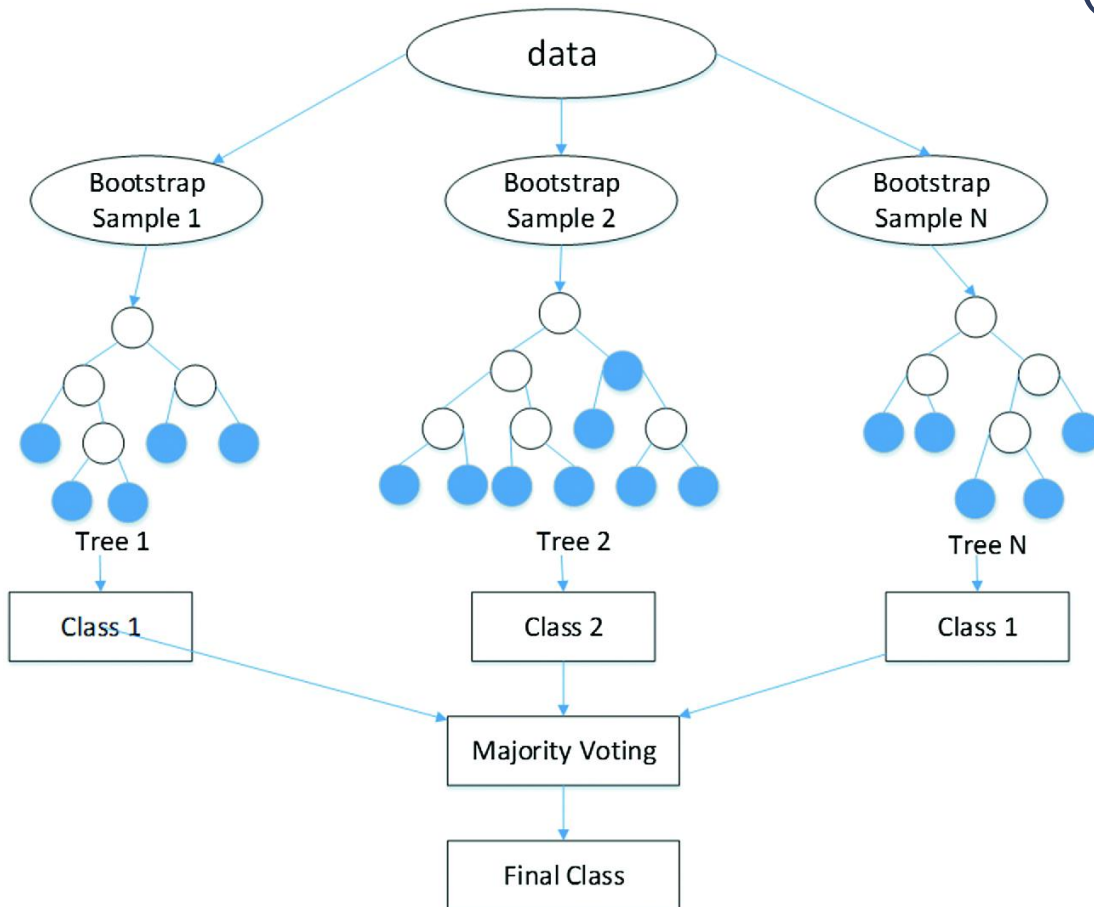 data
Bootstrap
Sample 1
Bootstrap
Sample 2
Bootstrap
Sample N
Tree 1
Tree 2
Tree N
Class 1
Class 2
Class 1
Majority Voting
Final Class